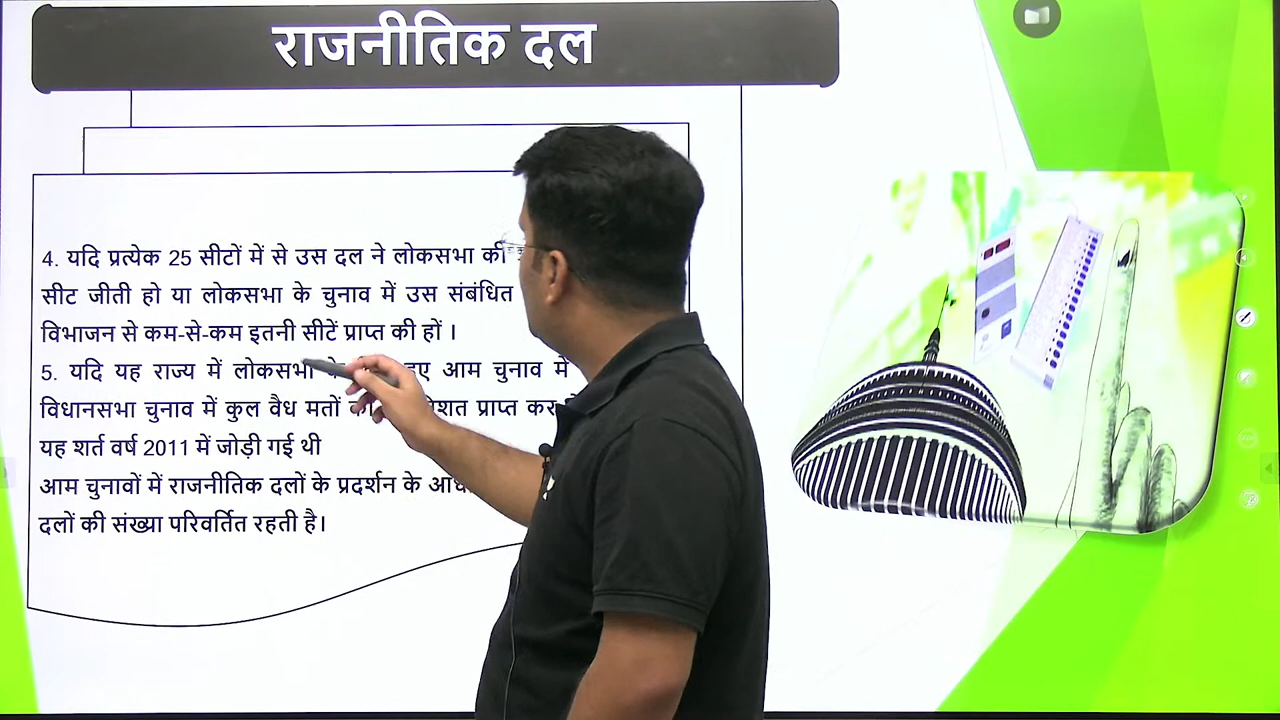 राजनीतिक दल
4. यदि प्रत्येक 25 सीटों में से उस दल ने लोकसभा की
सीट जीती हो या लोकसभा के चुनाव में उस संबंधित
विभाजन से कम-से-कम इतनी सीटें प्राप्त की हों ।
5. यदि यह राज्य में लोकसभा आम चुनाव में
विधानसभा चुनाव में कुल वैध मतों प्राप्त कर
यह शर्त वर्ष 2011 में जोड़ी गई थी
आम चुनावों में राजनीतिक दलों के प्रदर्शन के
दलों की संख्या परिवर्तित रहती है।